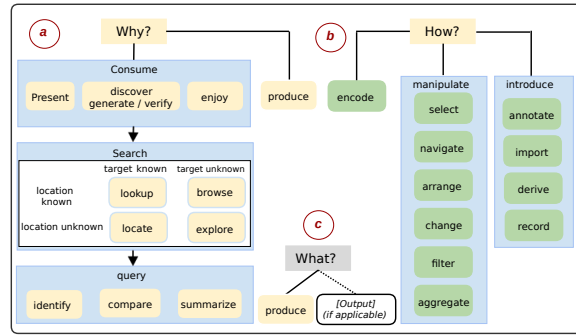 a
Why?
Consume
Present
discover
generate / verify
enjoy
produce
Search
target known
target unknown
location
known
lookup
browse
location unknown
locate
explore
query
identify
compare
summarize
b
How?
encode
manipulate
select
navigate
arrange
change
filter
aggregate
introduce
annotate
import
derive
record
c
What?
produce
[Output]
(if applicable)